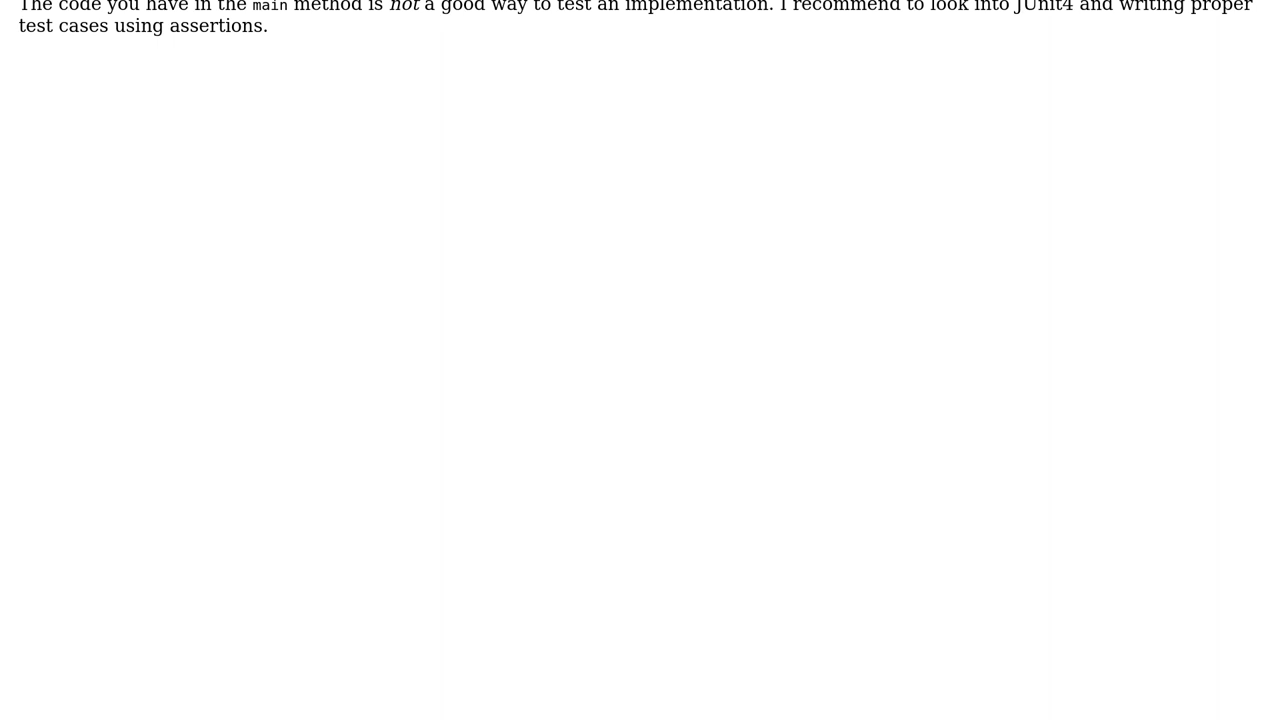 The code you have in the main method is not a good way to test an implementation. I recommend to look into JUnit4 and writing proper
test cases using assertions.